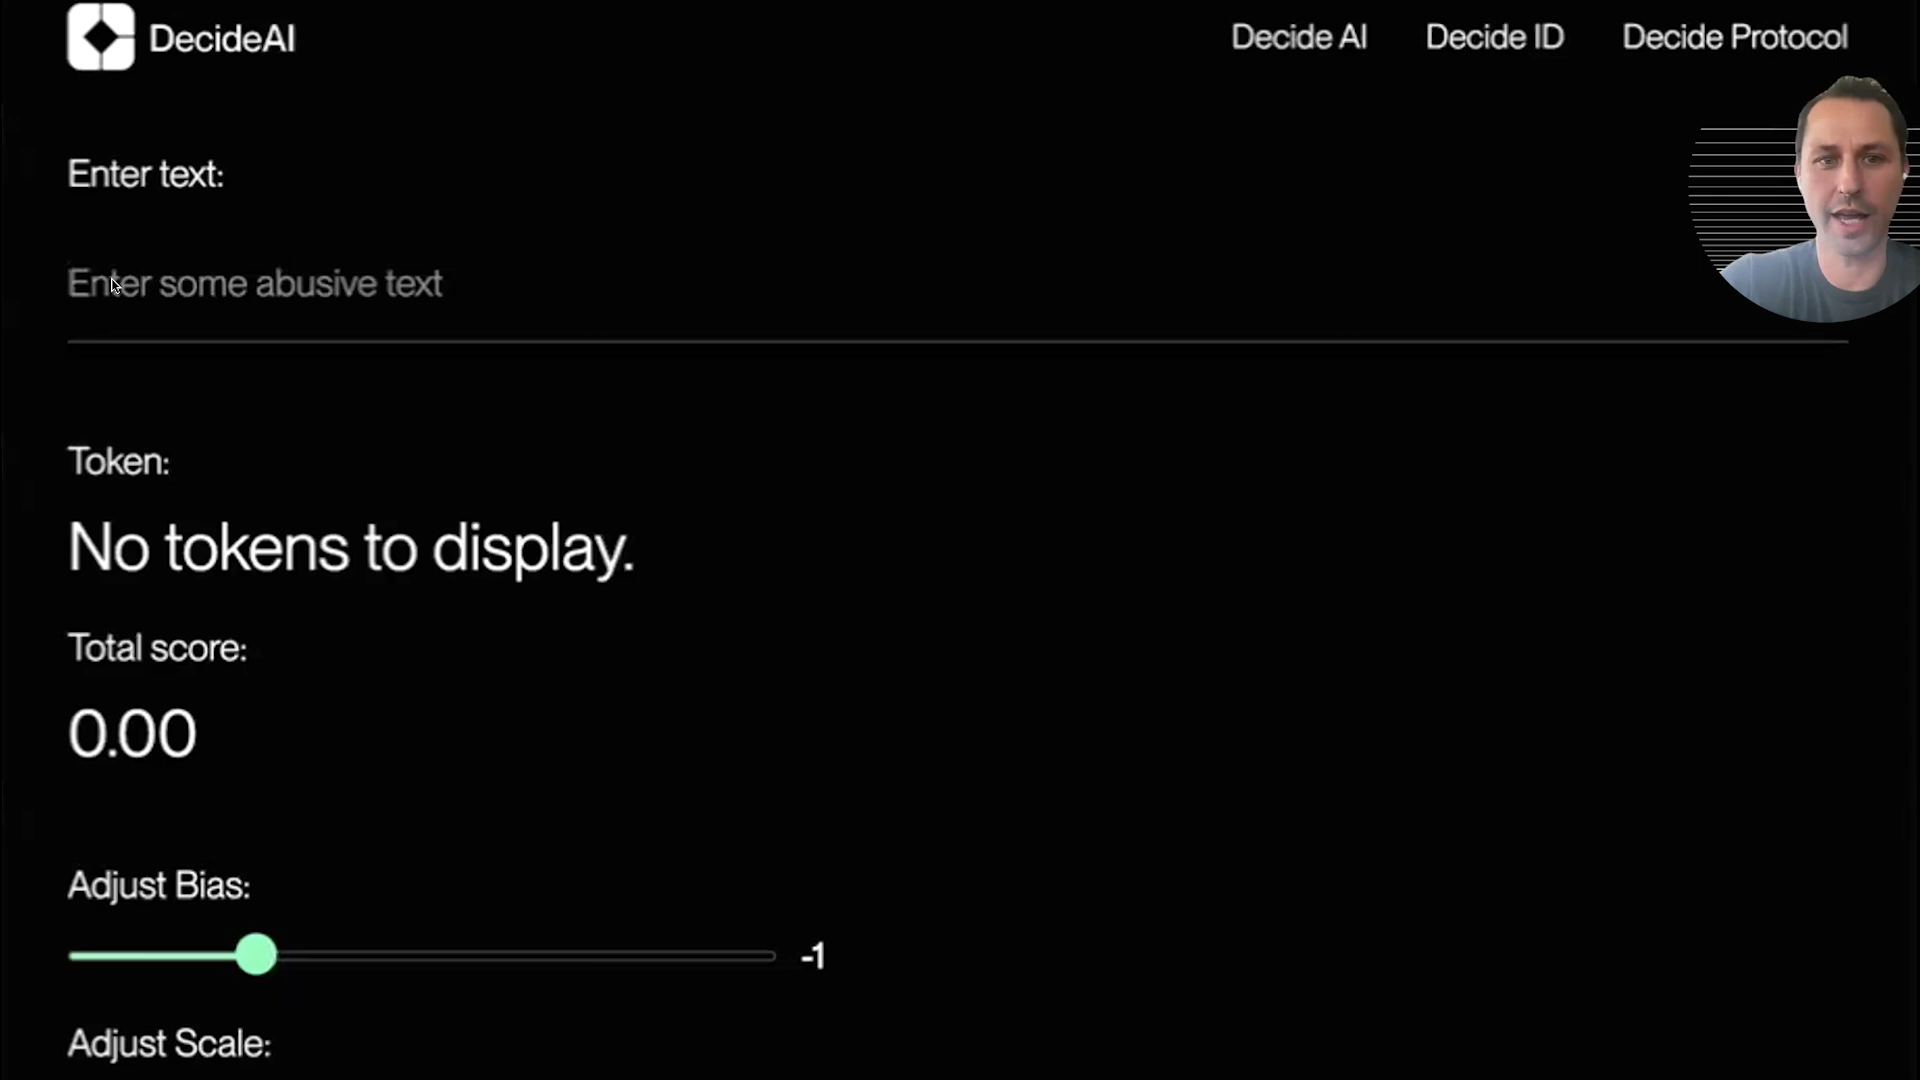 DecideAI
Decide AI Decide ID Decide Protocol
Enter text:
Enter some abusive text
Token:
No tokens to display.
Total score:
0.00
Adjust Bias:
-1
Adjust Scale: